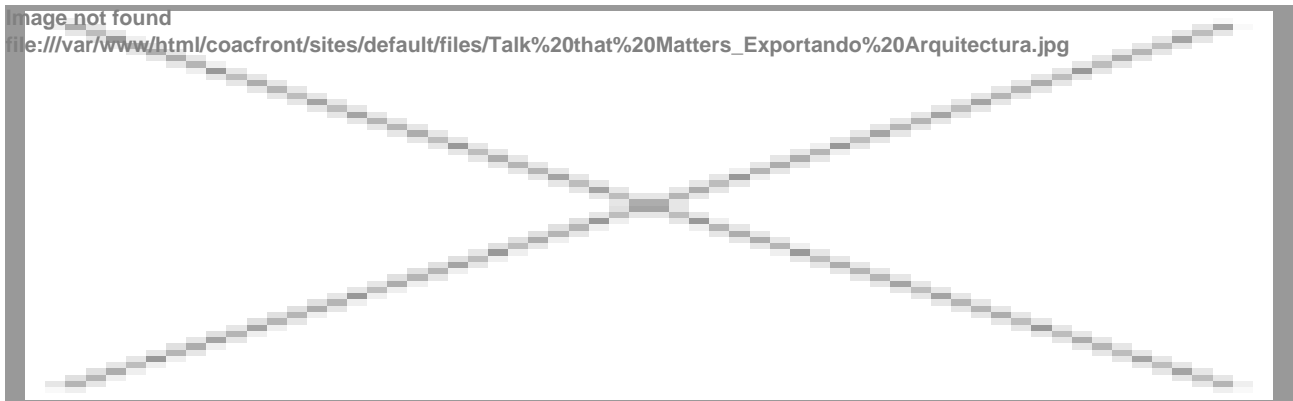 Image not found
file:///var/www/html/coacfront/sites/default/files/Talk%20that%20Matters_Exportando%20Arquitectura.jpg